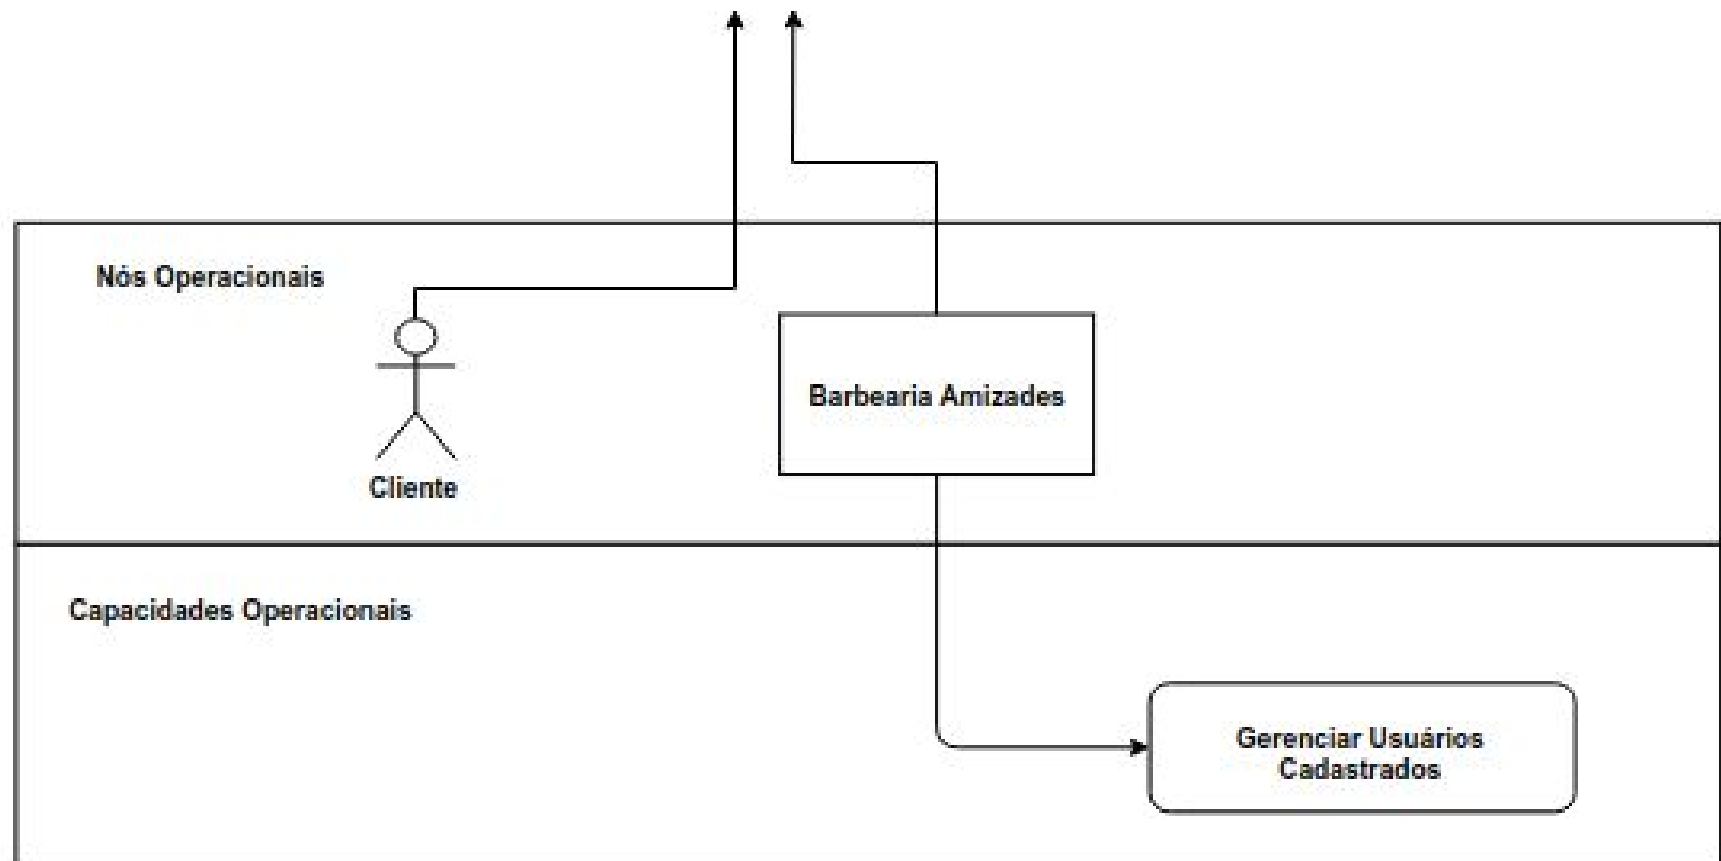 Nós Operacionais
Barbearia Amizades
Cliente
Capacidades Operacionais
Gerenciar Usuários
Cadastrados